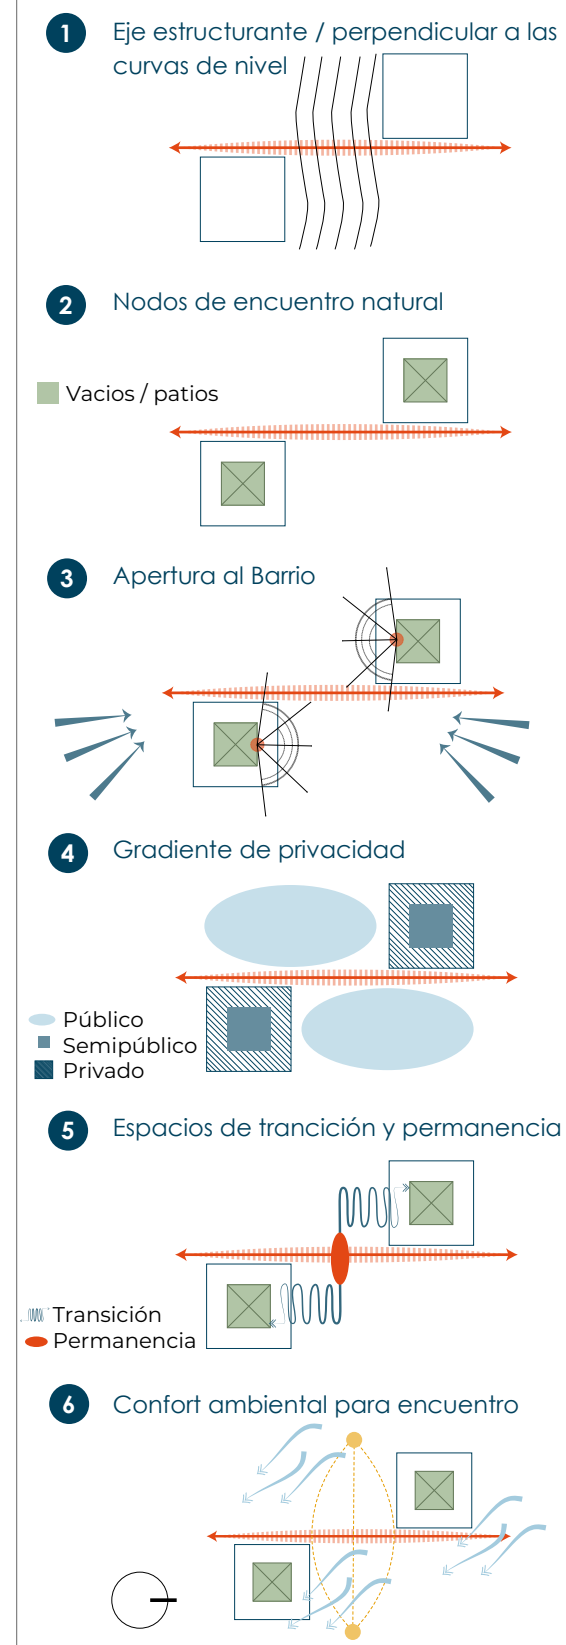 1 Eje estructurante / perpendicular a las
curvas de nivel
2 Nodos de encuentro natural
Vacios / patios
3 Apertura al Barrio
4 Gradiente de privacidad
Público
Semipúblico
Privado
5 Espacios de trancición y permanencia
Transición
Permanencia
6 Confort ambiental para encuentro